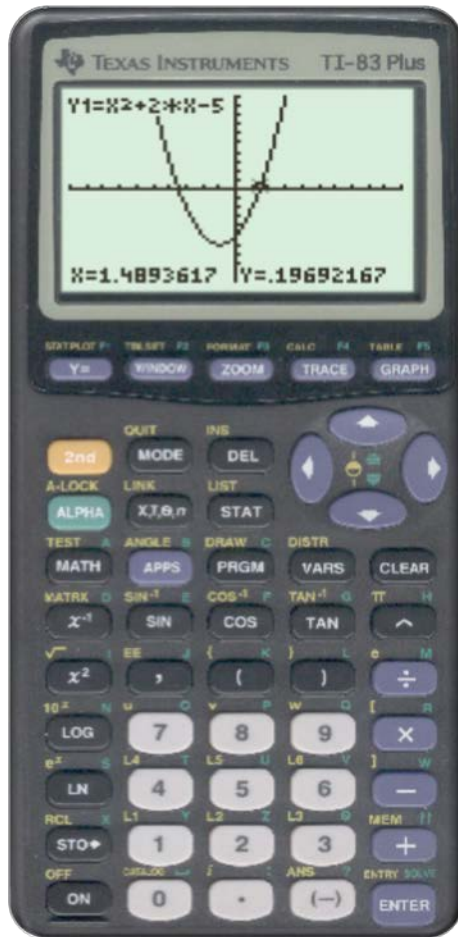 TEXAS INSTRUMENTS TI-83 Plus
Y1=X²+2*X-5
X=1.4893617 Y=.19692167
STAT PLOT F1 TBLSET F2 FORMAT F3 CALC F4 TABLE F5
Y= WINDOW ZOOM TRACE GRAPH
QUIT INS
2nd MODE DEL
A-LOCK LINK LIST
ALPHA X,T,Θ,n STAT
TEST A ANGLE B DRAW C DISTR
MATH APPS PRGM VARS CLEAR
MATRX D SIN⁻¹ E COS⁻¹ F TAN⁻¹ G π H
x⁻¹ SIN COS TAN ^
√ I EE J { K } L e M
x² , ( ) ÷
10ˣ N u O v P w Q [ R
LOG 7 8 9 ×
eˣ S L4 T L5 U L6 V ] W
LN 4 5 6 −
RCL X L1 Y L2 Z L3 θ MEM "
STO▸ 1 2 3 +
OFF CATALOG i : ANS ? ENTRY SOLVE
ON 0 . (−) ENTER